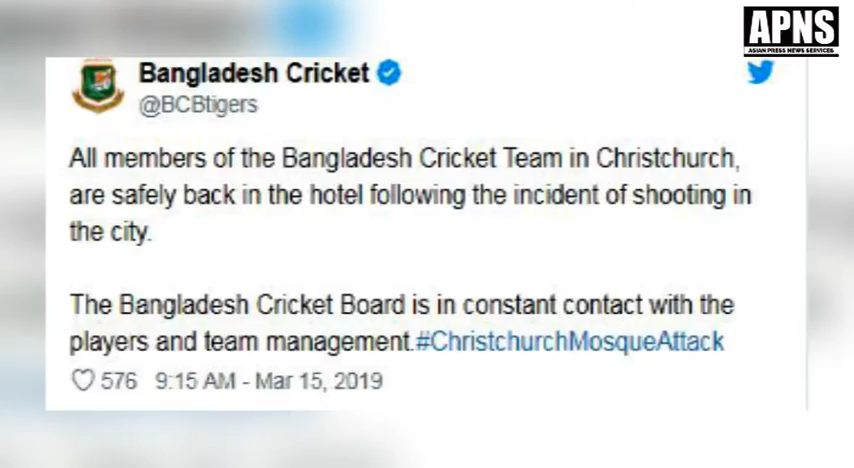 APNS
ASIAN PRESS NEWS SERVICES
Bangladesh Cricket
@BCBtigers
All members of the Bangladesh Cricket Team in Christchurch,
are safely back in the hotel following the incident of shooting in
the city.
The Bangladesh Cricket Board is in constant contact with the
players and team management.#ChristchurchMosqueAttack
576 9:15 AM - Mar 15, 2019